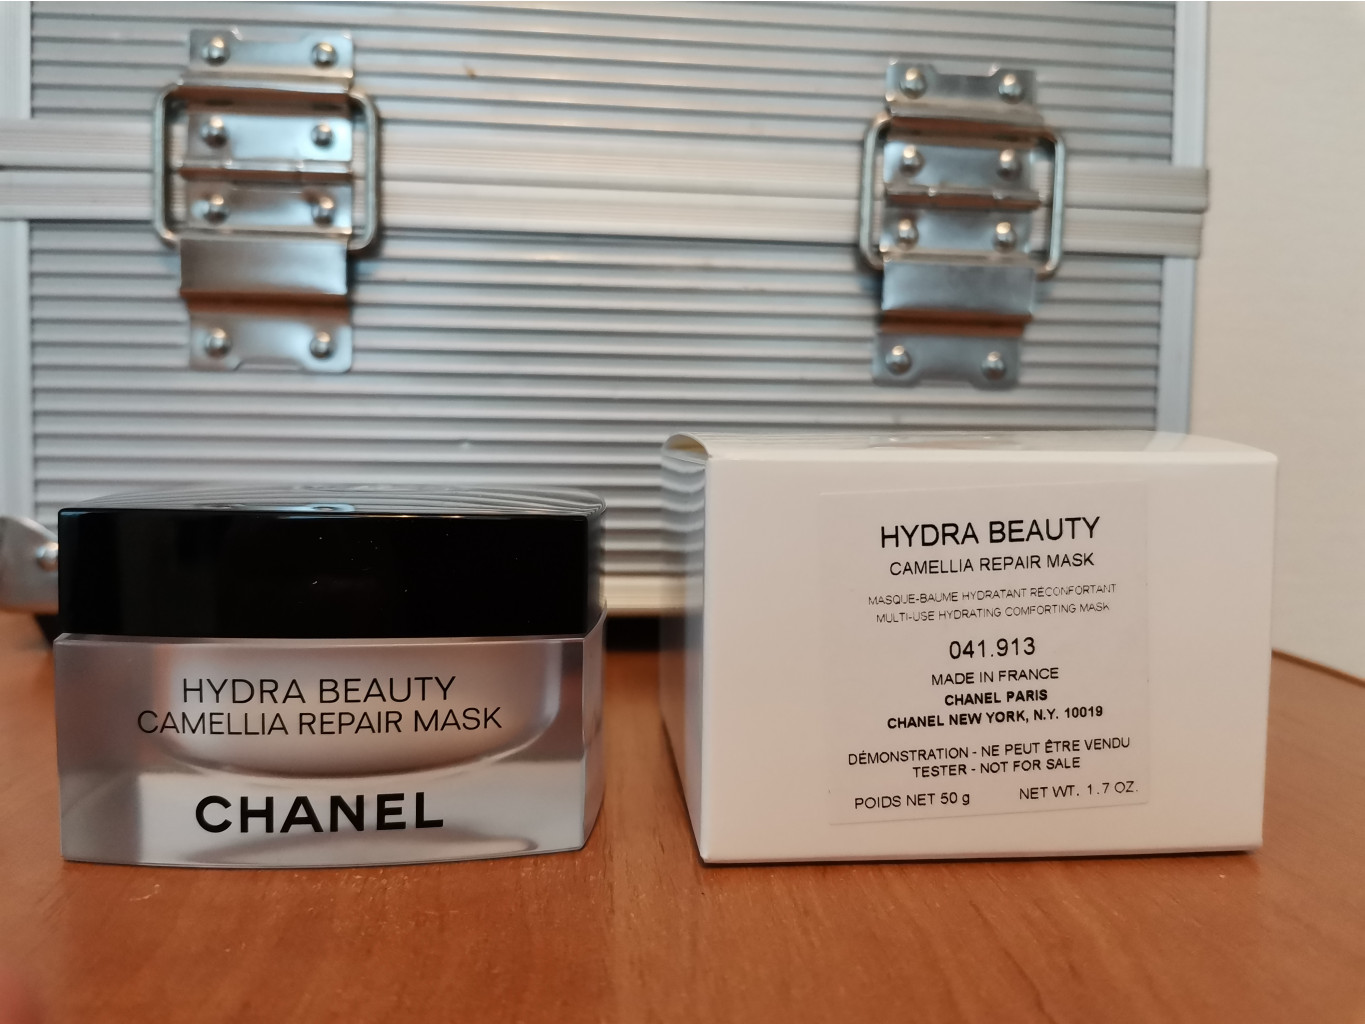 HYDRA BEAUTY
CAMELLIA REPAIR MASK
CHANEL
HYDRA BEAUTY
CAMELLIA REPAIR MASK
MASQUE-BAUME HYDRATANT RÉCONFORTANT
MULTI-USE HYDRATING COMFORTING MASK
041.913
MADE IN FRANCE
CHANEL PARIS
CHANEL NEW YORK, N.Y. 10019
DÉMONSTRATION - NE PEUT ÊTRE VENDU
TESTER - NOT FOR SALE
POIDS NET 50 g NET WT. 1.7 OZ.